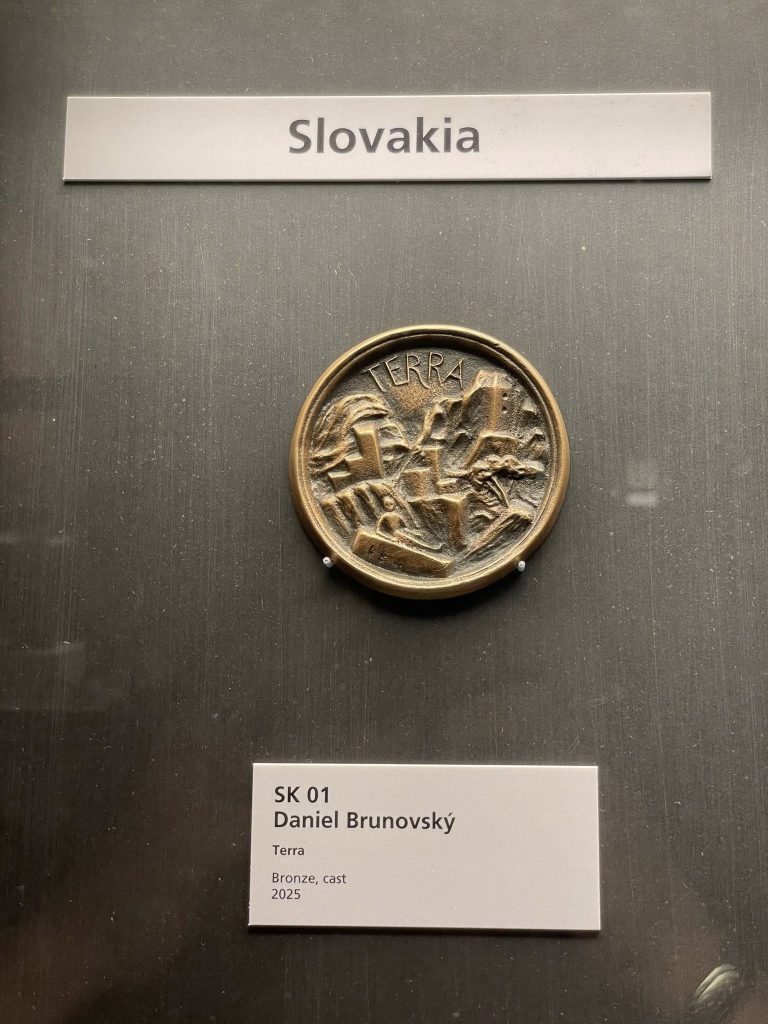 Slovakia
TERRA
SK 01
Daniel Brunovský
Terra
Bronze, cast
2025